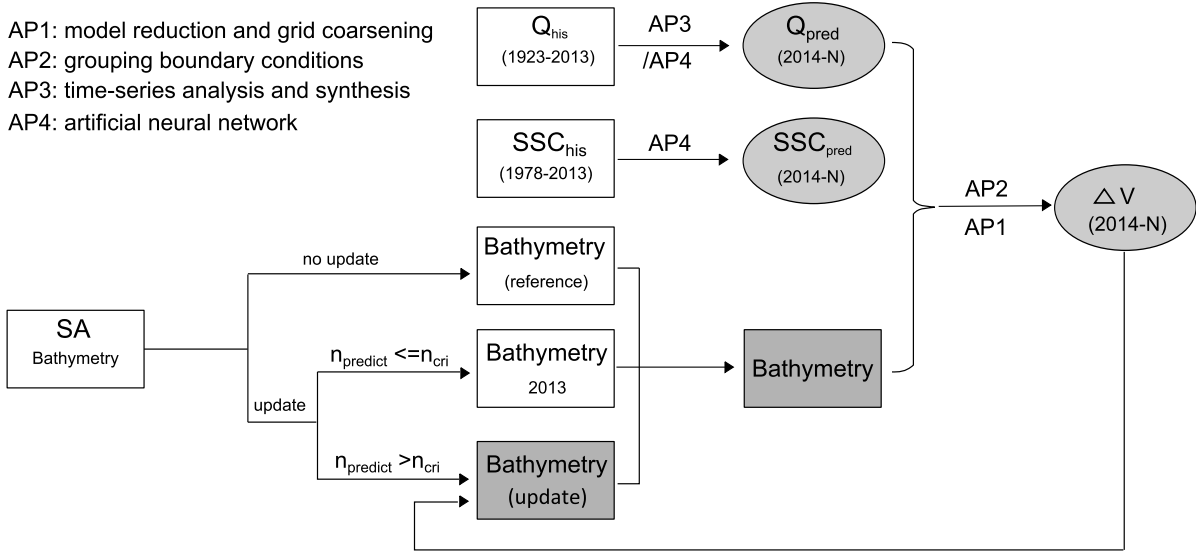 AP1: model reduction and grid coarsening
AP2: grouping boundary conditions
AP3: time-series analysis and synthesis
AP4: artificial neural network
Qhis
(1923-2013)
AP3
/AP4
Qpred
(2014-N)
SSChis
(1978-2013)
AP4
SSCpred
(2014-N)
AP2
AP1
△ V
(2014-N)
no update
Bathymetry
(reference)
SA
Bathymetry
update
npredict <=ncri
Bathymetry
2013
Bathymetry
npredict >ncri
Bathymetry
(update)